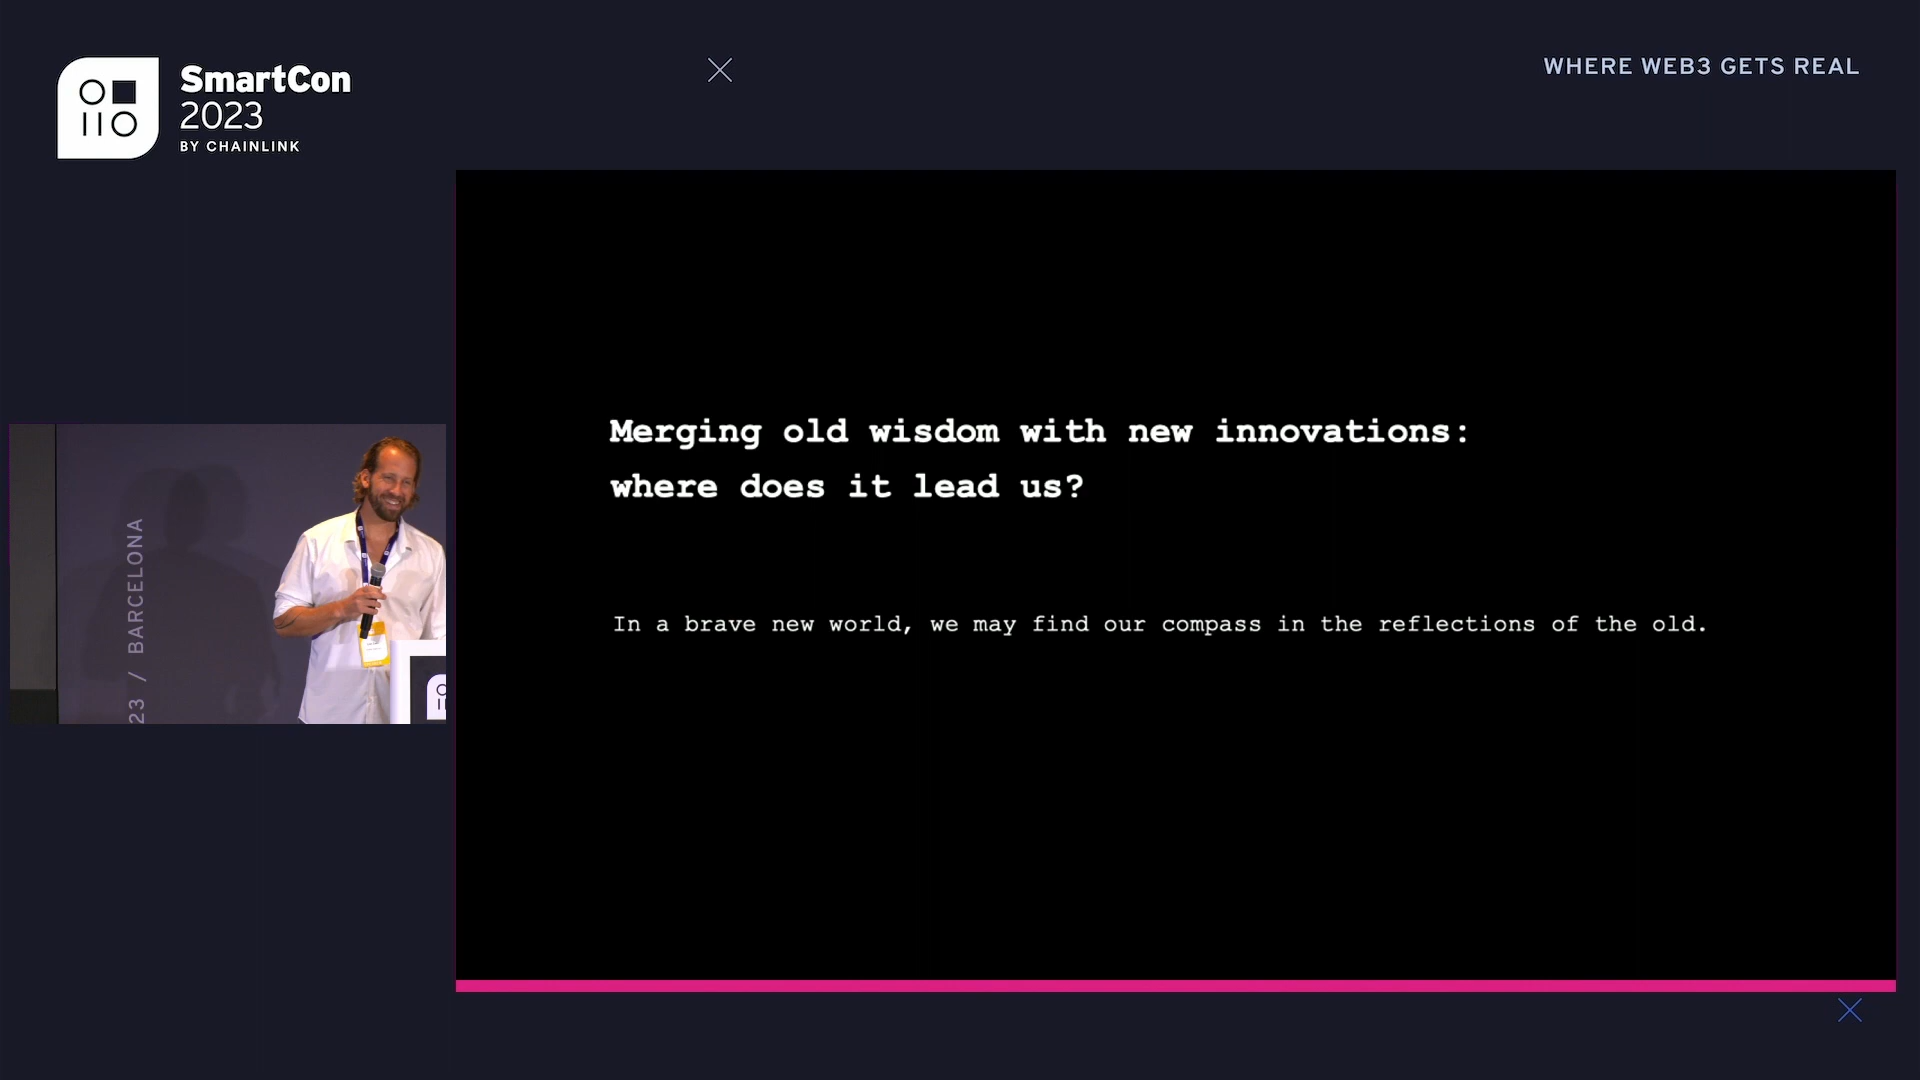 SmartCon
2023
BY CHAINLINK
WHERE WEB3 GETS REAL
23 / BARCELONA
Merging old wisdom with new innovations:
where does it lead us?
In a brave new world, we may find our compass in the reflections of the old.